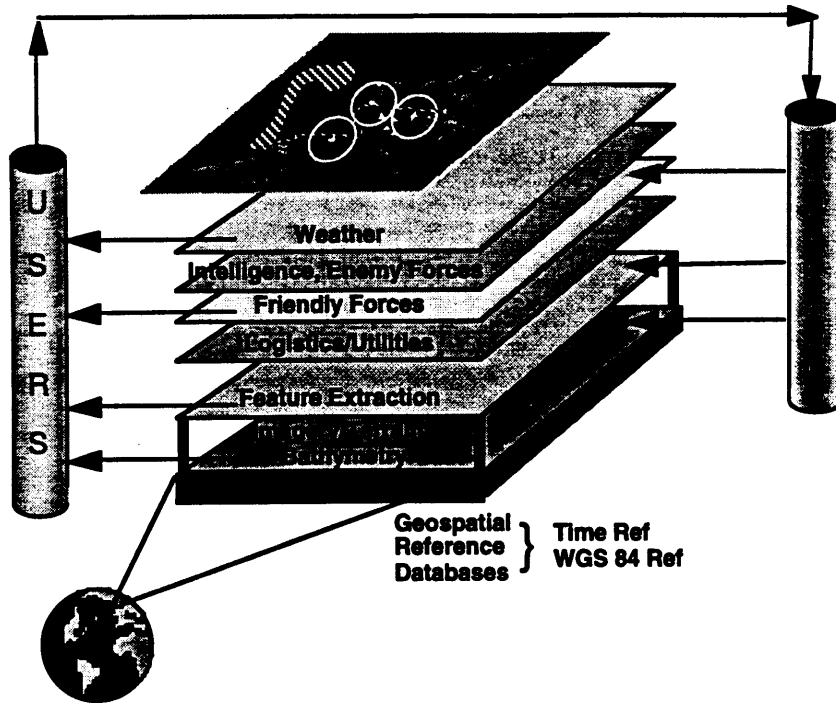 USERS
Weather
Intelligence, Enemy Forces
Friendly Forces
Logistics/Utilities
Feature Extraction
Bathymetry
Geospatial
Reference
Databases
} Time Ref
WGS 84 Ref